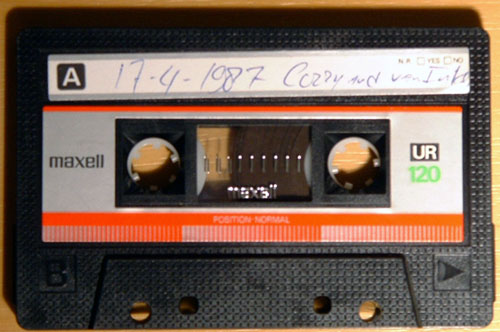 A 17-4-1987
N.R. YES NO
maxell
UR
120
maxell
POSITION-NORMAL
B